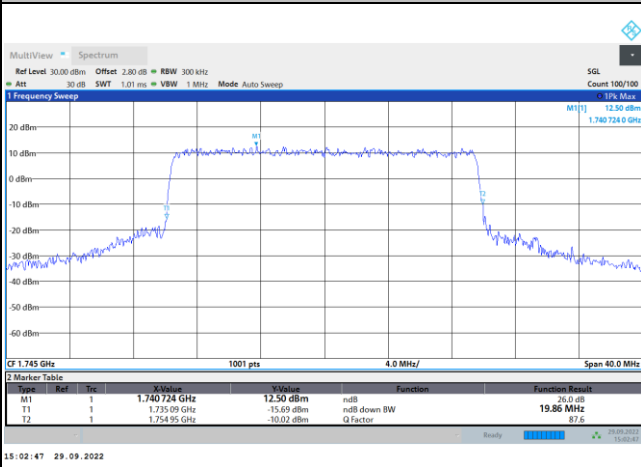 MultiView Spectrum
Ref Level 30.00 dBm Offset 2.80 dB RBW 300 kHz SGL
Att 30 dB SWT 1.01 ms VBW 1 MHz Mode Auto Sweep Count 100/100
1 Frequency Sweep 1Pk Max
M1[1] 12.50 dBm
1.740 724 0 GHz
20 dBm
M1
10 dBm
0 dBm
-10 dBm
T1 T2
-20 dBm
-30 dBm
-40 dBm
-50 dBm
-60 dBm
CF 1.745 GHz 1001 pts 4.0 MHz/ Span 40.0 MHz
2 Marker Table
Type Ref Trc X-Value Y-Value Function Function Result
M1 1 1.740 724 GHz 12.50 dBm ndB 26.0 dB
T1 1 1.735 09 GHz -15.69 dBm ndB down BW 19.86 MHz
T2 1 1.754 95 GHz -10.02 dBm Q Factor 87.6
Ready 29.09.2022
15:02:47
15:02:47 29.09.2022